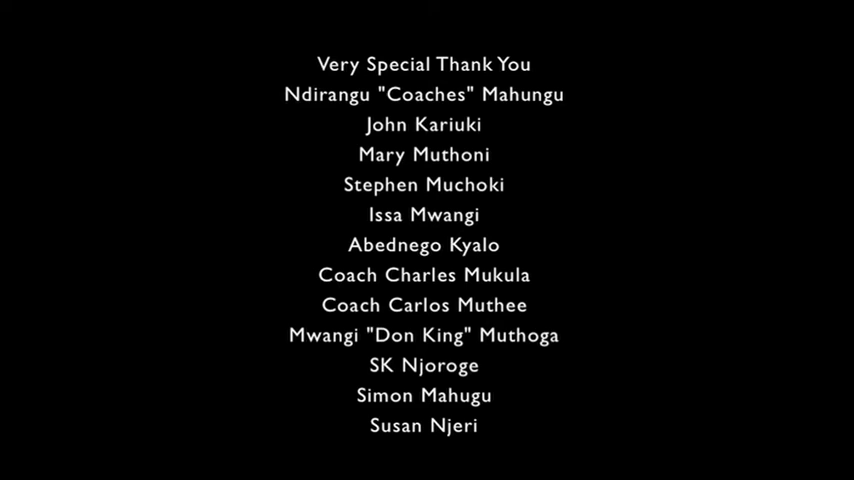 Very Special Thank You
Ndirangu "Coaches" Mahungu
John Kariuki
Mary Muthoni
Stephen Muchoki
Issa Mwangi
Abednego Kyalo
Coach Charles Mukula
Coach Carlos Muthee
Mwangi "Don King" Muthoga
SK Njoroge
Simon Mahugu
Susan Njeri